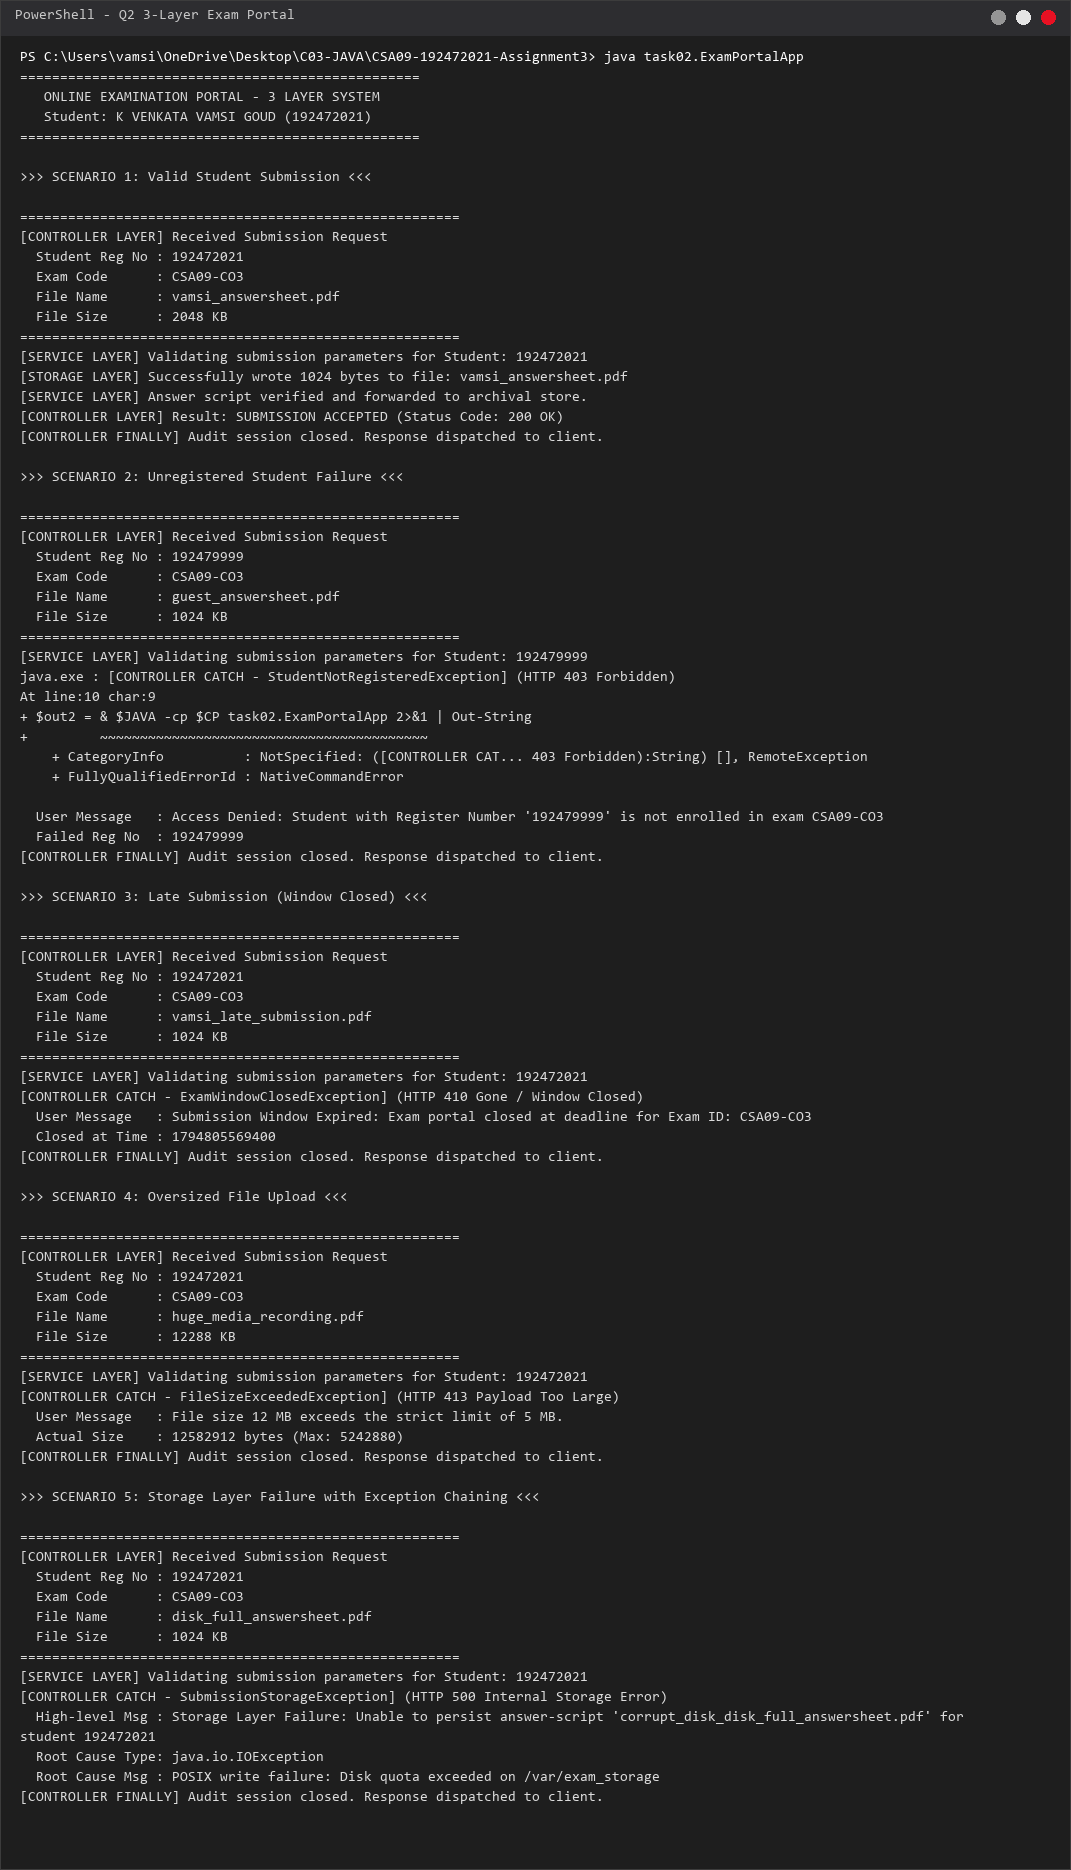 PowerShell - Q2 3-Layer Exam Portal
PS C:\Users\vamsi\OneDrive\Desktop\C03-JAVA\CSA09-192472021-Assignment3> java task02.ExamPortalApp
==================================================
   ONLINE EXAMINATION PORTAL - 3 LAYER SYSTEM
   Student: K VENKATA VAMSI GOUD (192472021)
==================================================

>>> SCENARIO 1: Valid Student Submission <<<

=======================================================
[CONTROLLER LAYER] Received Submission Request
  Student Reg No : 192472021
  Exam Code      : CSA09-CO3
  File Name      : vamsi_answersheet.pdf
  File Size      : 2048 KB
=======================================================
[SERVICE LAYER] Validating submission parameters for Student: 192472021
[STORAGE LAYER] Successfully wrote 1024 bytes to file: vamsi_answersheet.pdf
[SERVICE LAYER] Answer script verified and forwarded to archival store.
[CONTROLLER LAYER] Result: SUBMISSION ACCEPTED (Status Code: 200 OK)
[CONTROLLER FINALLY] Audit session closed. Response dispatched to client.

>>> SCENARIO 2: Unregistered Student Failure <<<

=======================================================
[CONTROLLER LAYER] Received Submission Request
  Student Reg No : 192479999
  Exam Code      : CSA09-CO3
  File Name      : guest_answersheet.pdf
  File Size      : 1024 KB
=======================================================
[SERVICE LAYER] Validating submission parameters for Student: 192479999
java.exe : [CONTROLLER CATCH - StudentNotRegisteredException] (HTTP 403 Forbidden)
At line:10 char:9
+ $out2 = & $JAVA -cp $CP task02.ExamPortalApp 2>&1 | Out-String
+         ~~~~~~~~~~~~~~~~~~~~~~~~~~~~~~~~~~~~~~~~~
    + CategoryInfo          : NotSpecified: ([CONTROLLER CAT... 403 Forbidden):String) [], RemoteException
    + FullyQualifiedErrorId : NativeCommandError

  User Message   : Access Denied: Student with Register Number '192479999' is not enrolled in exam CSA09-CO3
  Failed Reg No  : 192479999
[CONTROLLER FINALLY] Audit session closed. Response dispatched to client.

>>> SCENARIO 3: Late Submission (Window Closed) <<<

=======================================================
[CONTROLLER LAYER] Received Submission Request
  Student Reg No : 192472021
  Exam Code      : CSA09-CO3
  File Name      : vamsi_late_submission.pdf
  File Size      : 1024 KB
=======================================================
[SERVICE LAYER] Validating submission parameters for Student: 192472021
[CONTROLLER CATCH - ExamWindowClosedException] (HTTP 410 Gone / Window Closed)
  User Message   : Submission Window Expired: Exam portal closed at deadline for Exam ID: CSA09-CO3
  Closed at Time : 1794805569400
[CONTROLLER FINALLY] Audit session closed. Response dispatched to client.

>>> SCENARIO 4: Oversized File Upload <<<

=======================================================
[CONTROLLER LAYER] Received Submission Request
  Student Reg No : 192472021
  Exam Code      : CSA09-CO3
  File Name      : huge_media_recording.pdf
  File Size      : 12288 KB
=======================================================
[SERVICE LAYER] Validating submission parameters for Student: 192472021
[CONTROLLER CATCH - FileSizeExceededException] (HTTP 413 Payload Too Large)
  User Message   : File size 12 MB exceeds the strict limit of 5 MB.
  Actual Size    : 12582912 bytes (Max: 5242880)
[CONTROLLER FINALLY] Audit session closed. Response dispatched to client.

>>> SCENARIO 5: Storage Layer Failure with Exception Chaining <<<

=======================================================
[CONTROLLER LAYER] Received Submission Request
  Student Reg No : 192472021
  Exam Code      : CSA09-CO3
  File Name      : disk_full_answersheet.pdf
  File Size      : 1024 KB
=======================================================
[SERVICE LAYER] Validating submission parameters for Student: 192472021
[CONTROLLER CATCH - SubmissionStorageException] (HTTP 500 Internal Storage Error)
  High-level Msg : Storage Layer Failure: Unable to persist answer-script 'corrupt_disk_disk_full_answersheet.pdf' for
student 192472021
  Root Cause Type: java.io.IOException
  Root Cause Msg : POSIX write failure: Disk quota exceeded on /var/exam_storage
[CONTROLLER FINALLY] Audit session closed. Response dispatched to client.